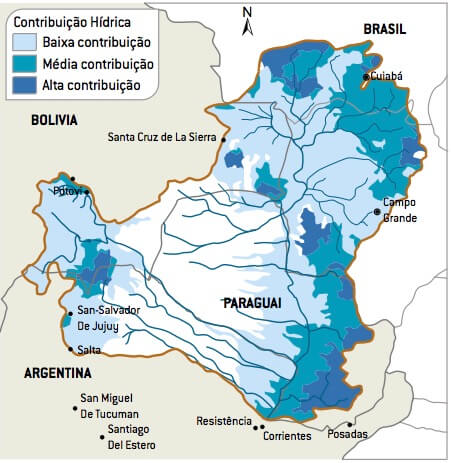 Contribuição Hídrica
Baixa contribuição
Média contribuição
Alta contribuição
N
BRASIL
Cuiabá
BOLIVIA
Santa Cruz de La Sierra
Potoví
Campo
Grande
PARAGUAI
San-Salvador
De Jujuy
Salta
ARGENTINA
San Miguel
De Tucuman
Santiago
Del Estero
Resistência
Corrientes
Posadas